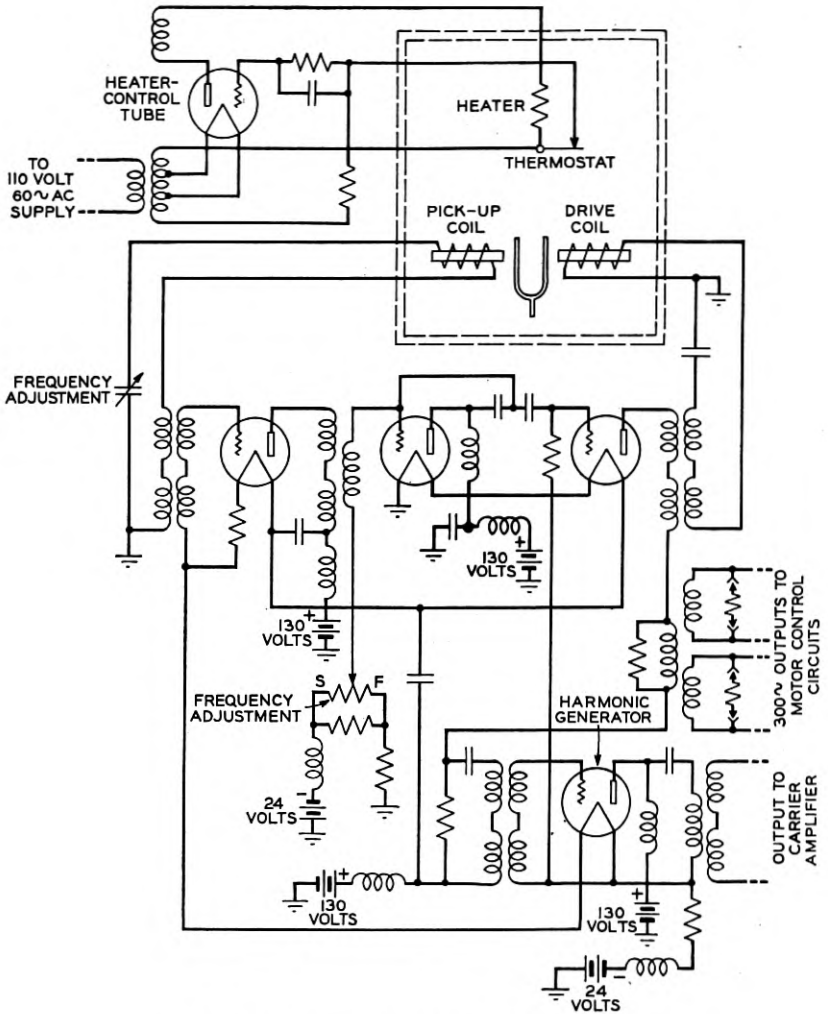 HEATER-
CONTROL
TUBE
HEATER
THERMOSTAT
TO
110 VOLT
60~ AC
SUPPLY
PICK-UP
COIL
DRIVE
COIL
FREQUENCY
ADJUSTMENT
+
130
VOLTS
+
130
VOLTS
S F
FREQUENCY
ADJUSTMENT
-
24
VOLTS
HARMONIC
GENERATOR
300~ OUTPUTS TO
MOTOR CONTROL
CIRCUITS
OUTPUT TO
CARRIER
AMPLIFIER
+
130
VOLTS
+
130
VOLTS
-
24
VOLTS